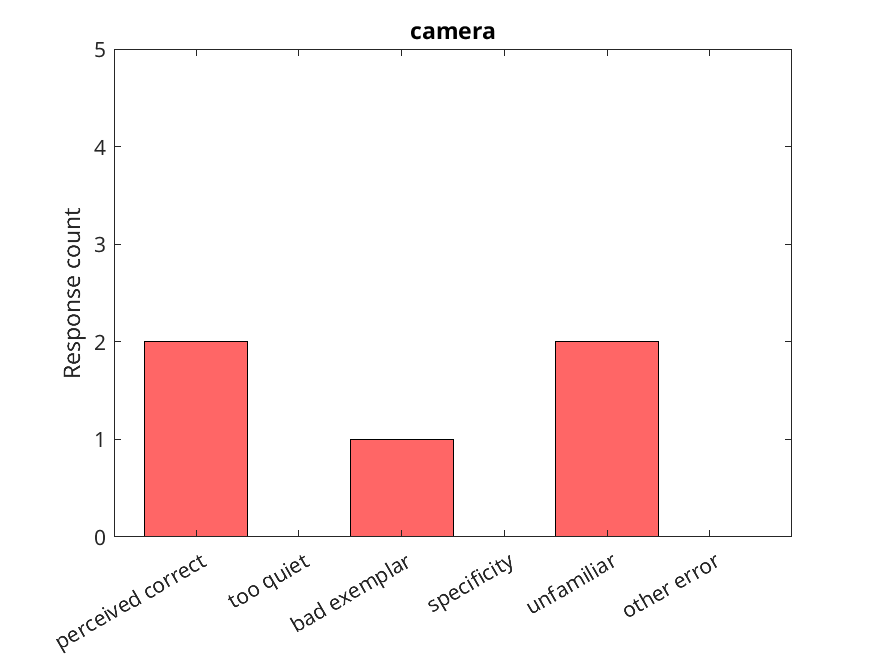 camera
Response count
5
4
3
2
1
0
perceived correct
too quiet
bad exemplar
specificity
unfamiliar
other error